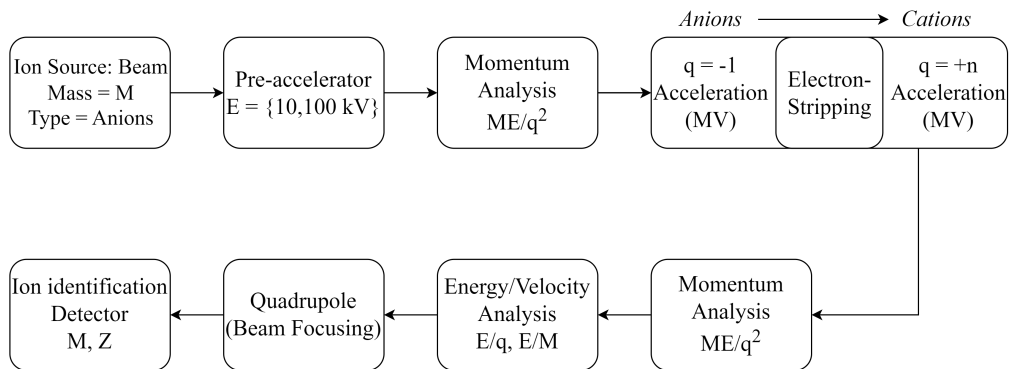 Anions
Cations
Ion Source: Beam
Mass = M
Type = Anions
Pre-accelerator
E = {10,100 kV}
Momentum
Analysis
ME/q²
q = -1
Acceleration
(MV)
Electron-
Stripping
q = +n
Acceleration
(MV)
Ion identification
Detector
M, Z
Quadrupole
(Beam Focusing)
Energy/Velocity
Analysis
E/q, E/M
Momentum
Analysis
ME/q²